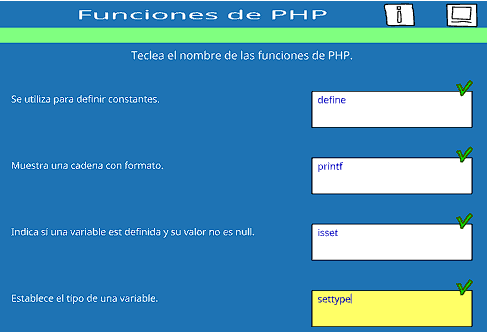 Funciones de PHP
Teclea el nombre de las funciones de PHP.
Se utiliza para definir constantes.
define
Muestra una cadena con formato.
printf
Indica sí una variable est definida y su valor no es null.
isset
Establece el tipo de una variable.
settype